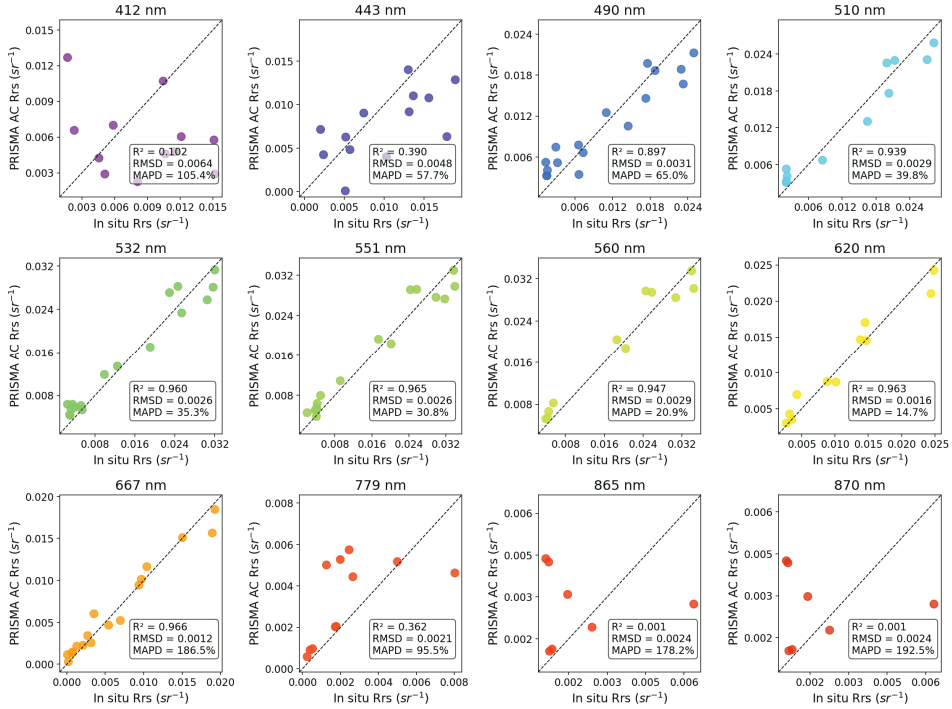 412 nm
443 nm
490 nm
510 nm
PRISMA AC Rrs (sr⁻¹)
0.015
0.012
0.009
0.006
0.003
R² = 0.102
RMSD = 0.0064
MAPD = 105.4%
0.003
0.006
0.009
0.012
0.015
In situ Rrs (sr⁻¹)
PRISMA AC Rrs (sr⁻¹)
0.015
0.010
0.005
0.000
R² = 0.390
RMSD = 0.0048
MAPD = 57.7%
0.000
0.005
0.010
0.015
In situ Rrs (sr⁻¹)
PRISMA AC Rrs (sr⁻¹)
0.024
0.018
0.012
0.006
R² = 0.897
RMSD = 0.0031
MAPD = 65.0%
0.006
0.012
0.018
0.024
In situ Rrs (sr⁻¹)
PRISMA AC Rrs (sr⁻¹)
0.024
0.018
0.012
0.006
R² = 0.939
RMSD = 0.0029
MAPD = 39.8%
0.006
0.012
0.018
0.024
In situ Rrs (sr⁻¹)
532 nm
551 nm
560 nm
620 nm
PRISMA AC Rrs (sr⁻¹)
0.032
0.024
0.016
0.008
R² = 0.960
RMSD = 0.0026
MAPD = 35.3%
0.008
0.016
0.024
0.032
In situ Rrs (sr⁻¹)
PRISMA AC Rrs (sr⁻¹)
0.032
0.024
0.016
0.008
R² = 0.965
RMSD = 0.0026
MAPD = 30.8%
0.008
0.016
0.024
0.032
In situ Rrs (sr⁻¹)
PRISMA AC Rrs (sr⁻¹)
0.032
0.024
0.016
0.008
R² = 0.947
RMSD = 0.0029
MAPD = 20.9%
0.008
0.016
0.024
0.032
In situ Rrs (sr⁻¹)
PRISMA AC Rrs (sr⁻¹)
0.025
0.020
0.015
0.010
0.005
R² = 0.963
RMSD = 0.0016
MAPD = 14.7%
0.005
0.010
0.015
0.020
0.025
In situ Rrs (sr⁻¹)
667 nm
779 nm
865 nm
870 nm
PRISMA AC Rrs (sr⁻¹)
0.020
0.015
0.010
0.005
0.000
R² = 0.966
RMSD = 0.0012
MAPD = 186.5%
0.000
0.005
0.010
0.015
0.020
In situ Rrs (sr⁻¹)
PRISMA AC Rrs (sr⁻¹)
0.008
0.006
0.004
0.002
0.000
R² = 0.362
RMSD = 0.0021
MAPD = 95.5%
0.000
0.002
0.004
0.006
0.008
In situ Rrs (sr⁻¹)
PRISMA AC Rrs (sr⁻¹)
0.006
0.005
0.003
0.002
R² = 0.001
RMSD = 0.0024
MAPD = 178.2%
0.002
0.003
0.005
0.006
In situ Rrs (sr⁻¹)
PRISMA AC Rrs (sr⁻¹)
0.006
0.005
0.003
0.002
R² = 0.001
RMSD = 0.0024
MAPD = 192.5%
0.002
0.003
0.005
0.006
In situ Rrs (sr⁻¹)